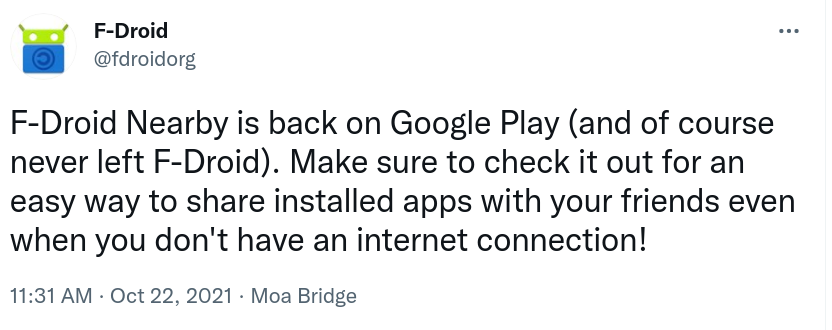 F-Droid
@fdroidorg
F-Droid Nearby is back on Google Play (and of course
never left F-Droid). Make sure to check it out for an
easy way to share installed apps with your friends even
when you don't have an internet connection!
11:31 AM · Oct 22, 2021 · Moa Bridge